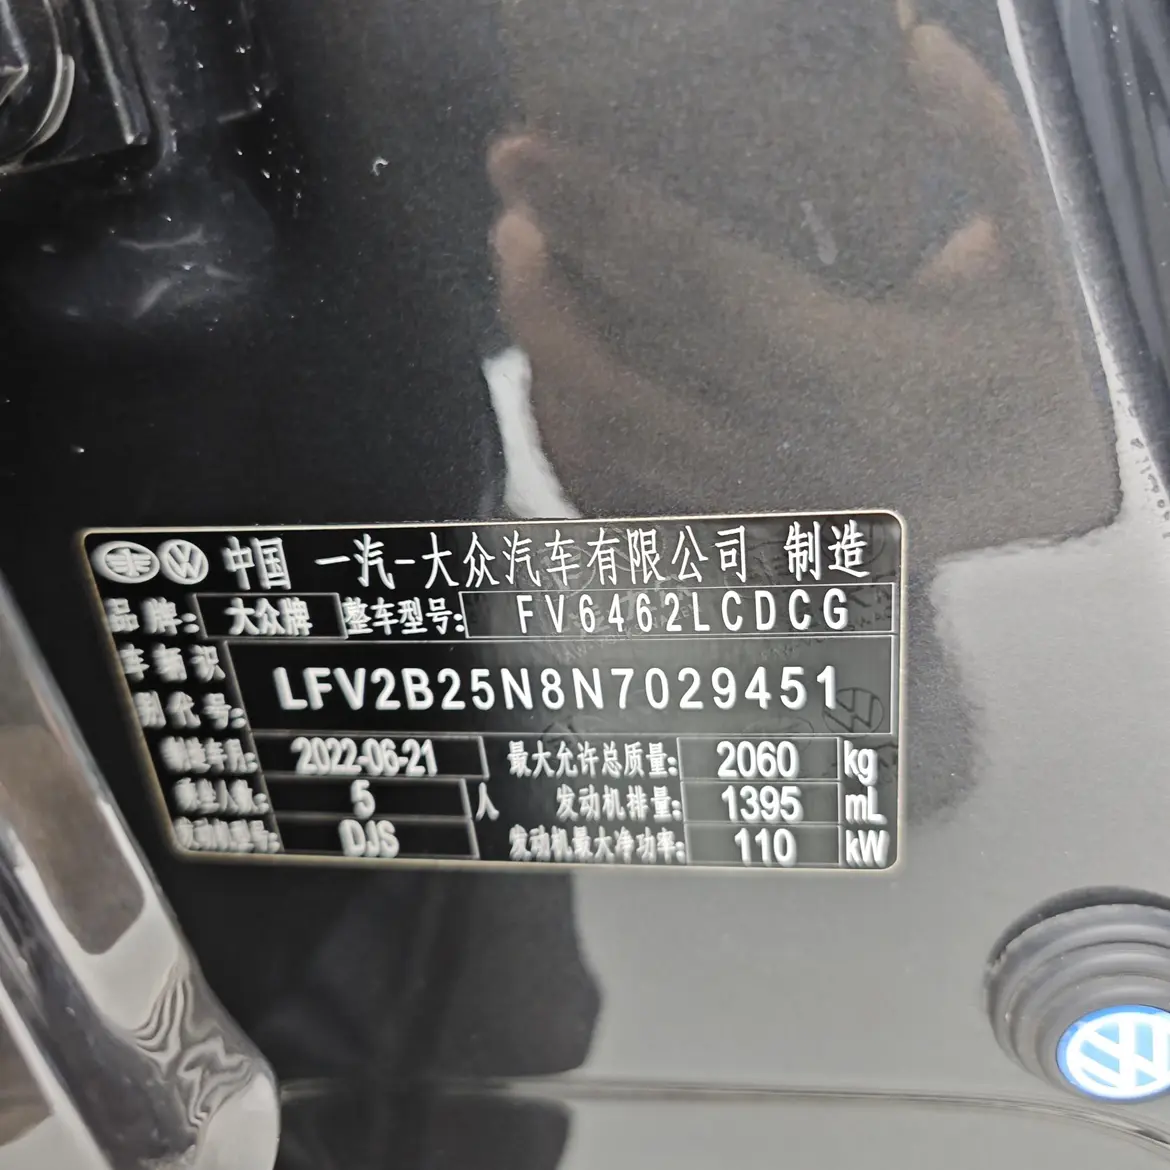 中国 一汽-大众汽车有限公司 制造
品牌: 大众牌 整车型号: FV6462LCDCG
车辆识别代号: LFV2B25N8N7029451
制造年月: 2022-06-21 最大允许总质量: 2060 kg
乘坐人数: 5 人 发动机排量: 1395 mL
发动机型号: DJS 发动机最大净功率: 110 kW